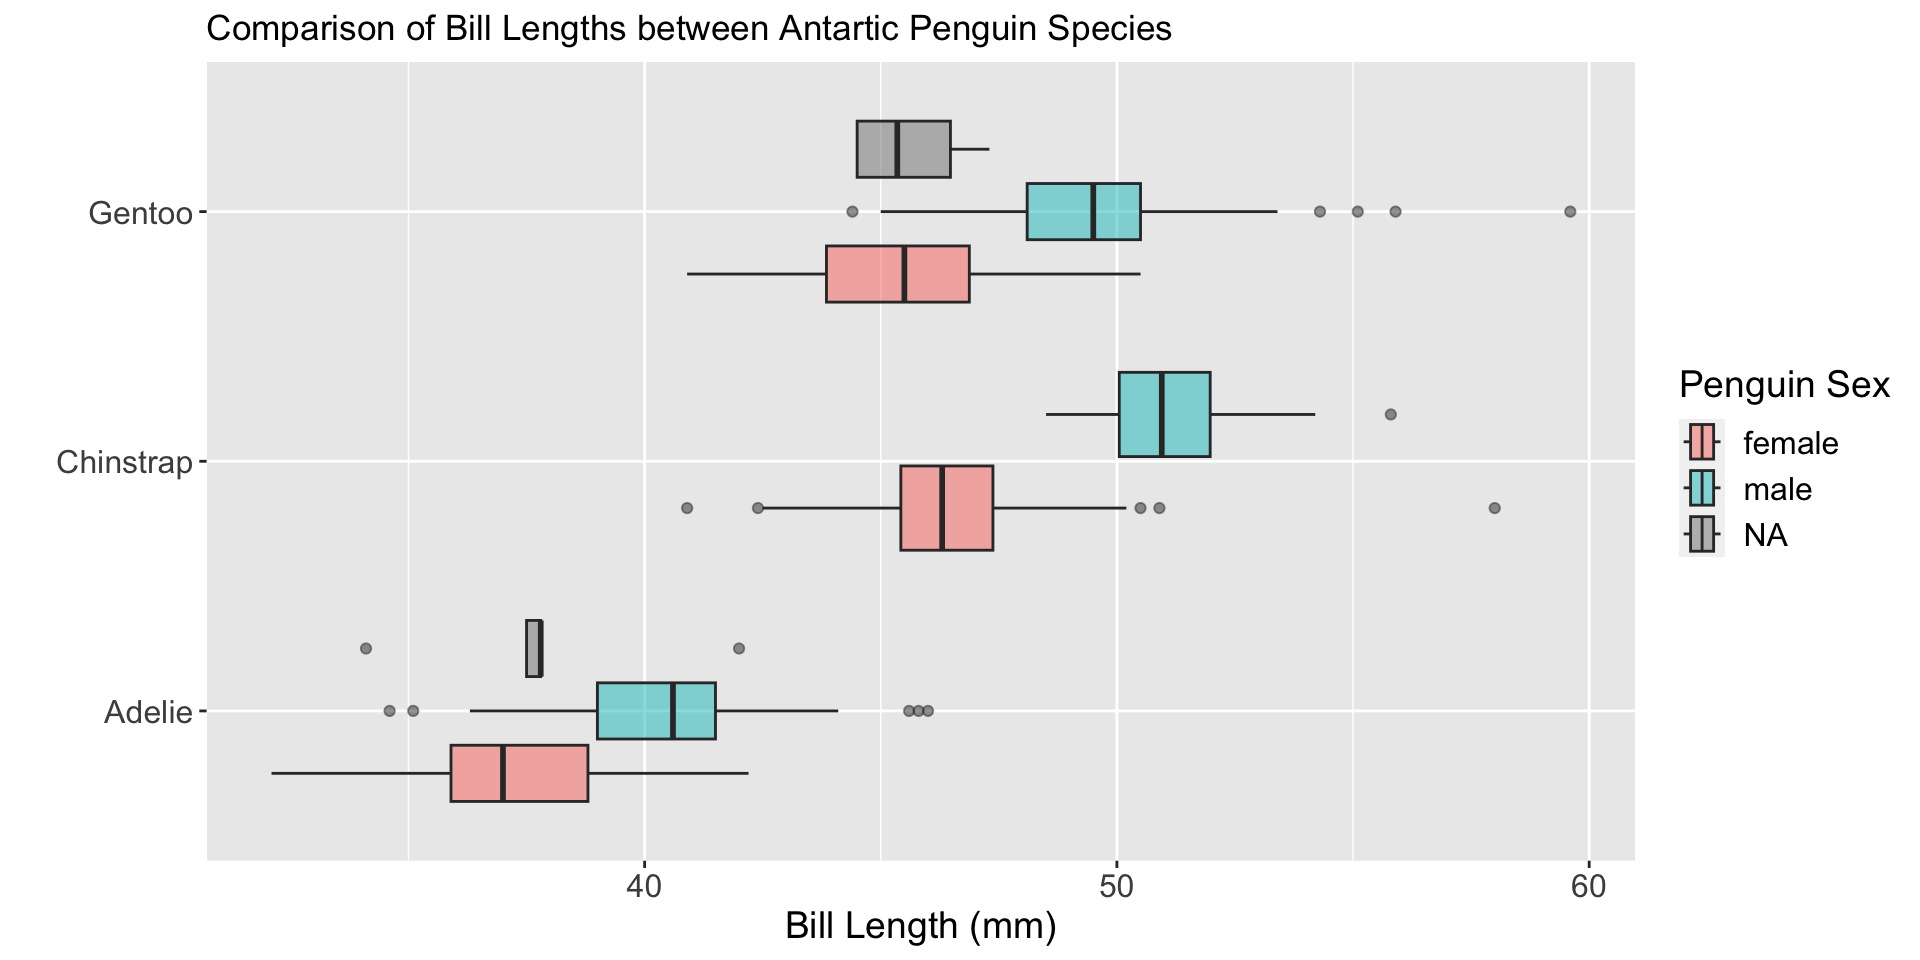 Comparison of Bill Lengths between Antartic Penguin Species
Gentoo
Chinstrap
Adelie
40 50 60
Bill Length (mm)
Penguin Sex
female
male
NA